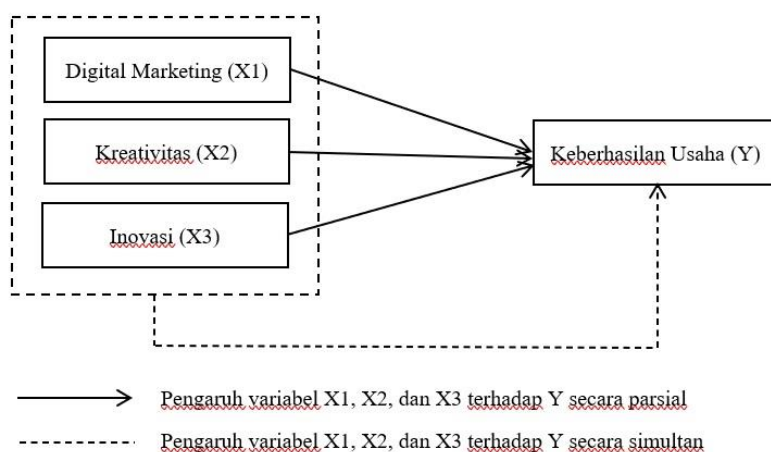 Digital Marketing (X1)
Kreativitas (X2)
Keberhasilan Usaha (Y)
Inovasi (X3)
Pengaruh variabel X1, X2, dan X3 terhadap Y secara parsial
Pengaruh variabel X1, X2, dan X3 terhadap Y secara simultan